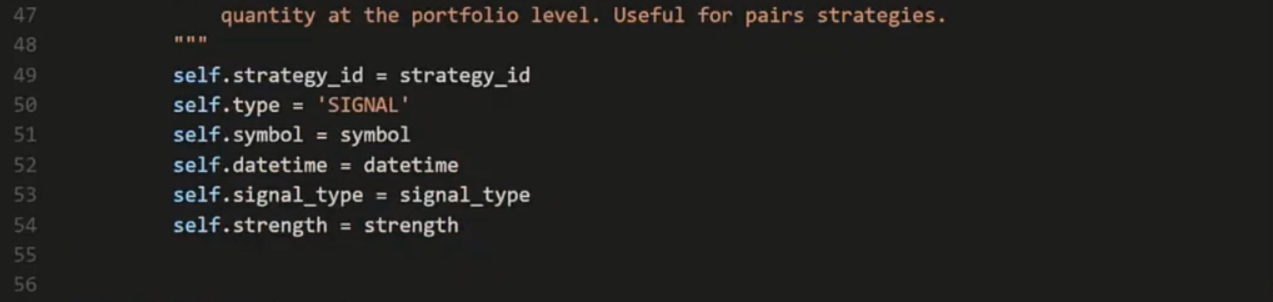 47 quantity at the portfolio level. Useful for pairs strategies.
48 """
49 self.strategy_id = strategy_id
50 self.type = 'SIGNAL'
51 self.symbol = symbol
52 self.datetime = datetime
53 self.signal_type = signal_type
54 self.strength = strength
55
56